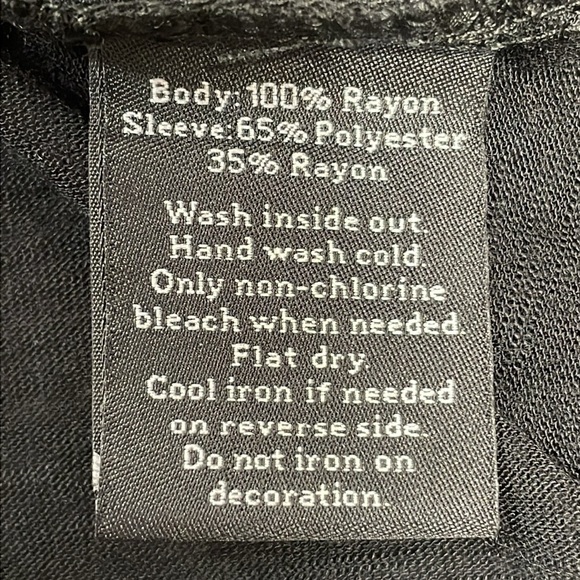 Body:100% Rayon
Sleeve:65% Polyester
35% Rayon
Wash inside out.
Hand wash cold.
Only non-chlorine
bleach when needed.
Flat dry.
Cool iron if needed
on reverse side.
Do not iron on
decoration.